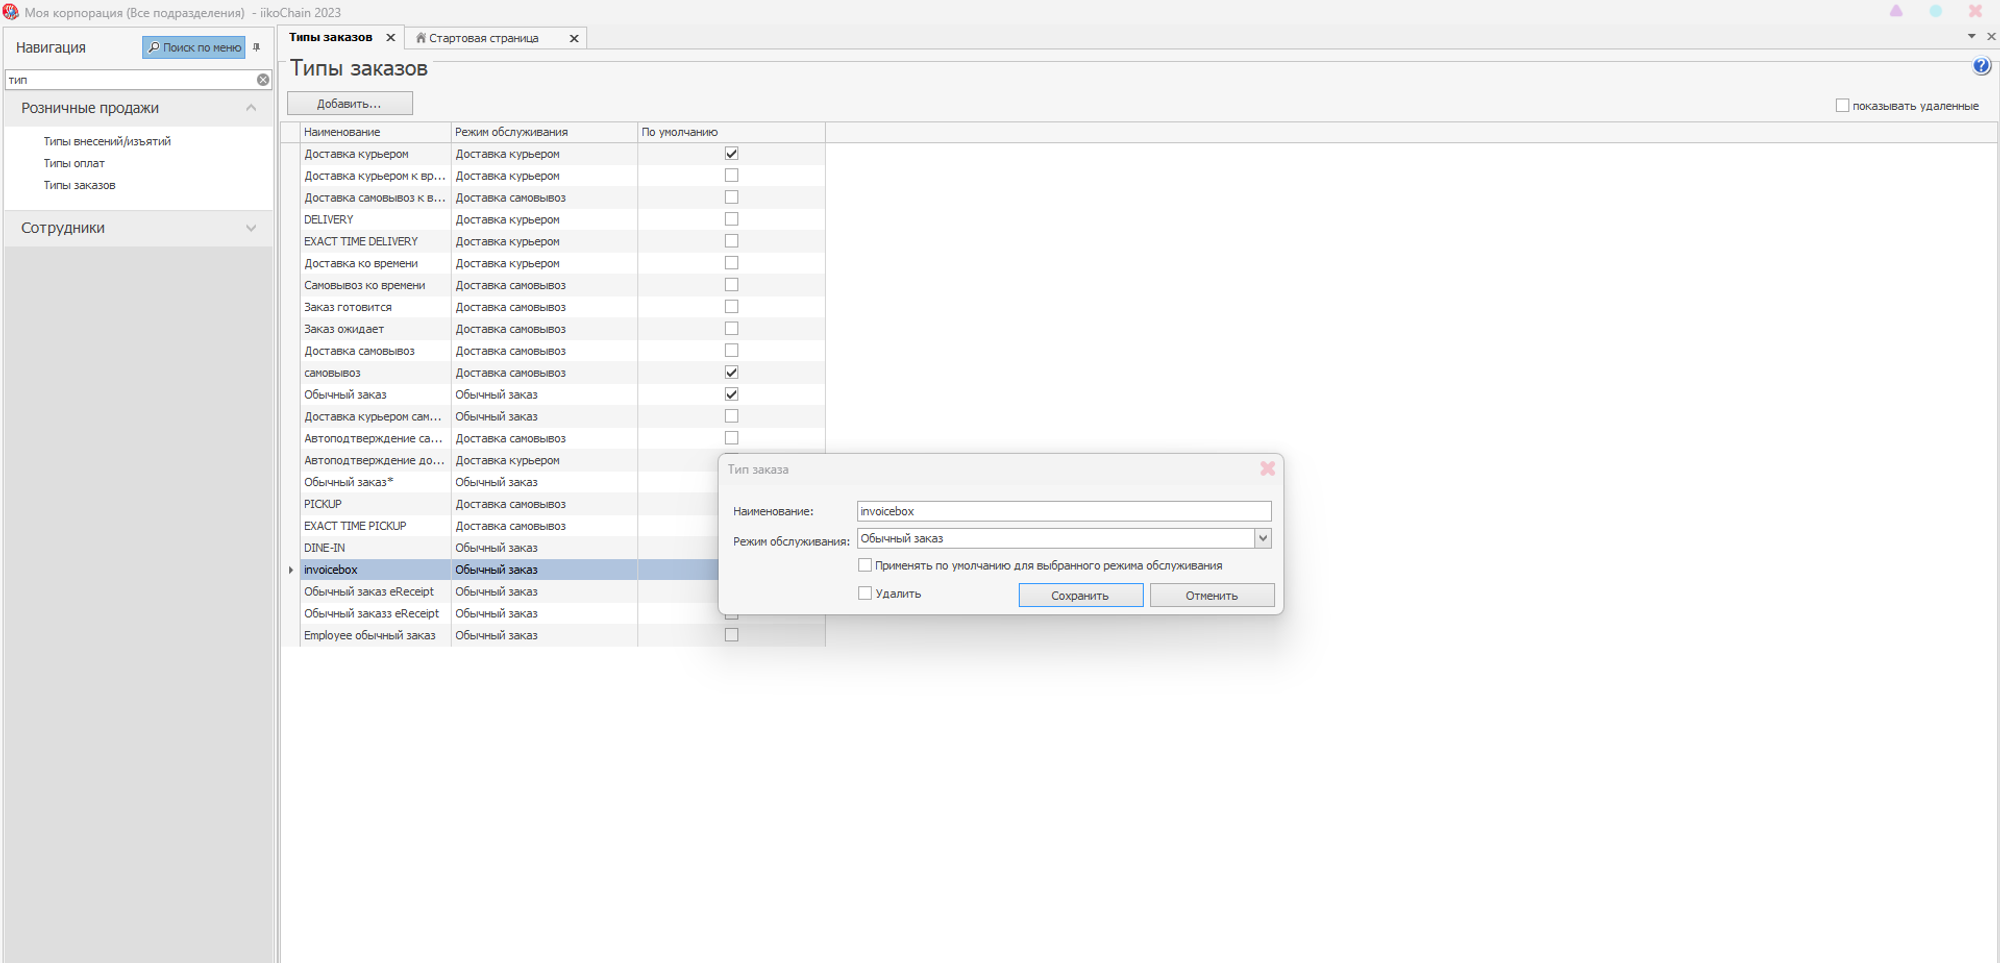 Моя корпорация (Все подразделения) - iikoChain 2023
Навигация
Поиск по меню
тип
Розничные продажи
Типы внесений/изъятий
Типы оплат
Типы заказов
Сотрудники
Типы заказов
Стартовая страница
Типы заказов
Добавить...
показывать удаленные
Наименование Режим обслуживания По умолчанию
Доставка курьером Доставка курьером
Доставка курьером к вр... Доставка курьером
Доставка самовывоз к в... Доставка самовывоз
DELIVERY Доставка курьером
EXACT TIME DELIVERY Доставка курьером
Доставка ко времени Доставка курьером
Самовывоз ко времени Доставка самовывоз
Заказ готовится Доставка самовывоз
Заказ ожидает Доставка самовывоз
Доставка самовывоз Доставка самовывоз
самовывоз Доставка самовывоз
Обычный заказ Обычный заказ
Доставка курьером сам... Обычный заказ
Автоподтверждение са... Доставка самовывоз
Автоподтверждение до... Доставка курьером
Обычный заказ* Обычный заказ
PICKUP Доставка самовывоз
EXACT TIME PICKUP Доставка самовывоз
DINE-IN Обычный заказ
invoicebox Обычный заказ
Обычный заказ eReceipt Обычный заказ
Обычный заказз eReceipt Обычный заказ
Employee обычный заказ Обычный заказ
Тип заказа
Наименование: invoicebox
Режим обслуживания: Обычный заказ
Применять по умолчанию для выбранного режима обслуживания
Удалить
Сохранить
Отменить